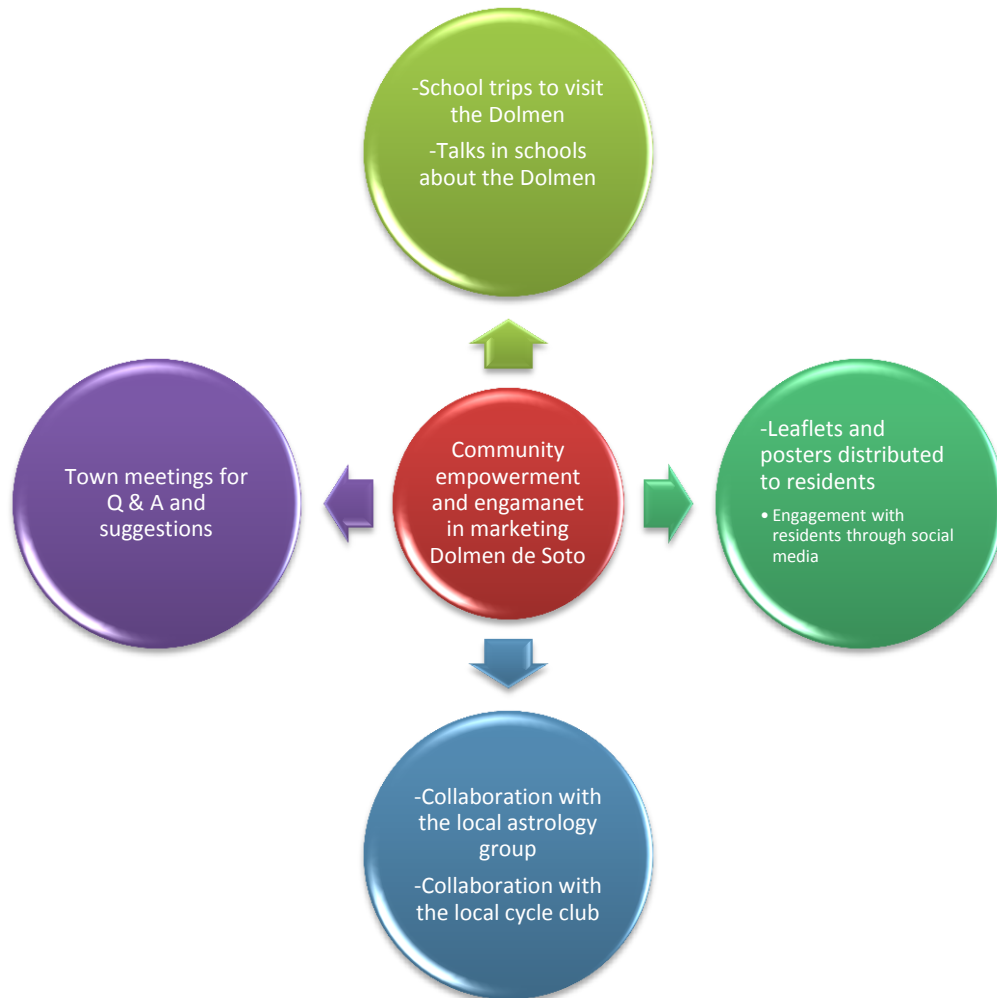 -School trips to visit
the Dolmen
-Talks in schools
about the Dolmen
Town meetings for
Q & A and
suggestions
Community
empowerment
and engamanet
in marketing
Dolmen de Soto
-Leaflets and
posters distributed
to residents
• Engagement with
residents through social
media
-Collaboration with
the local astrology
group
-Collaboration with
the local cycle club